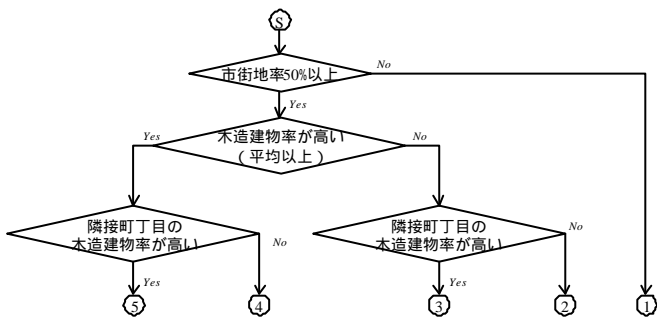 S
市街地率50%以上
No
Yes
木造建物率が高い
(平均以上)
Yes
No
隣接町丁目の
木造建物率が高い
No
Yes
隣接町丁目の
木造建物率が高い
No
Yes
5
4
3
2
1